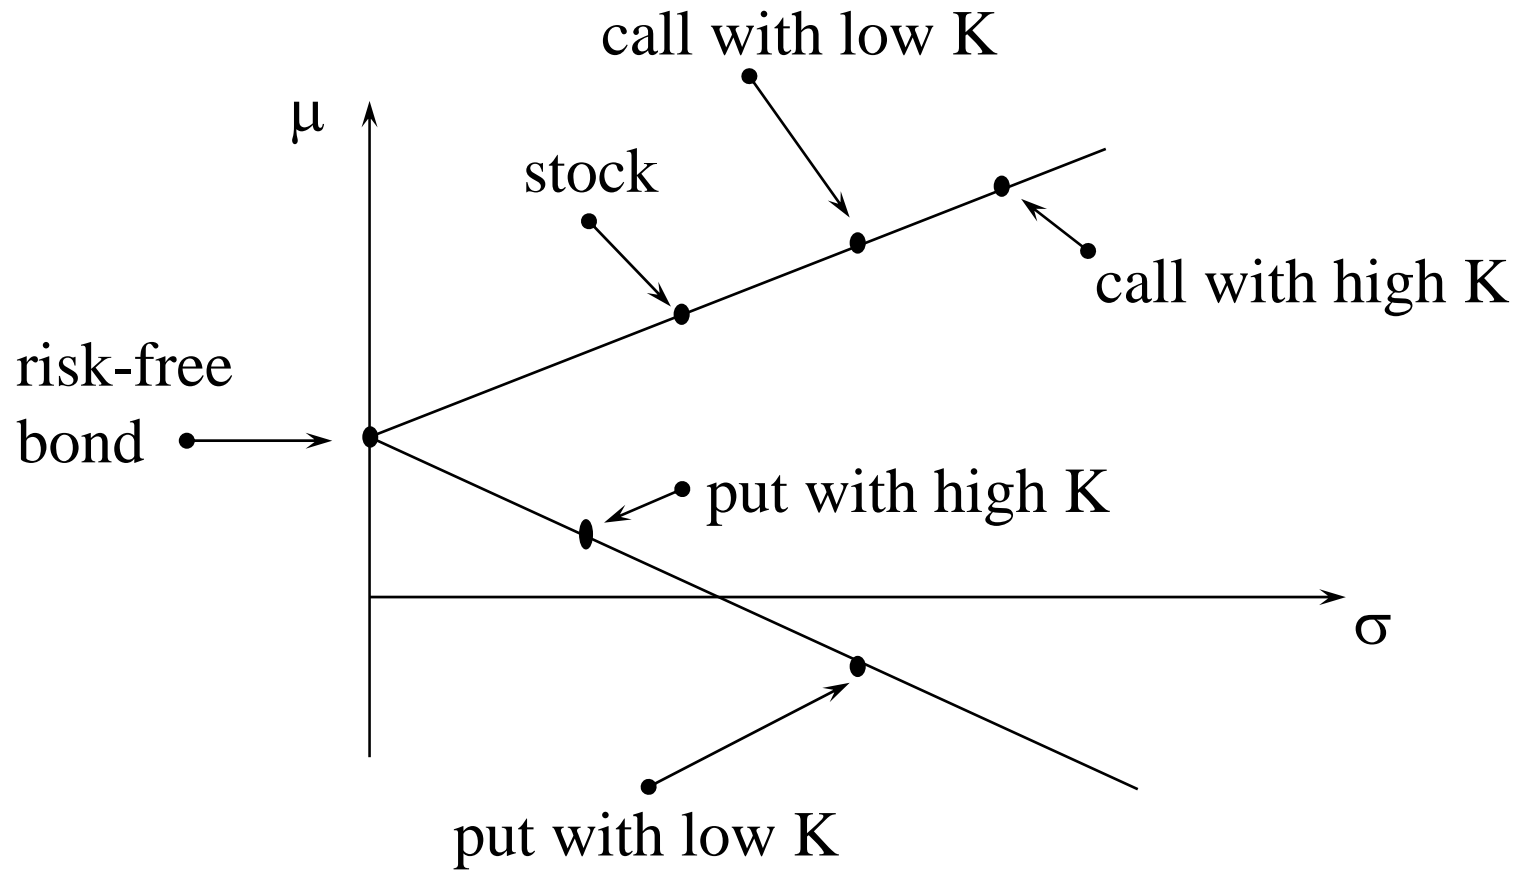 call with low K
μ
stock
call with high K
risk-free
bond
put with high K
σ
put with low K